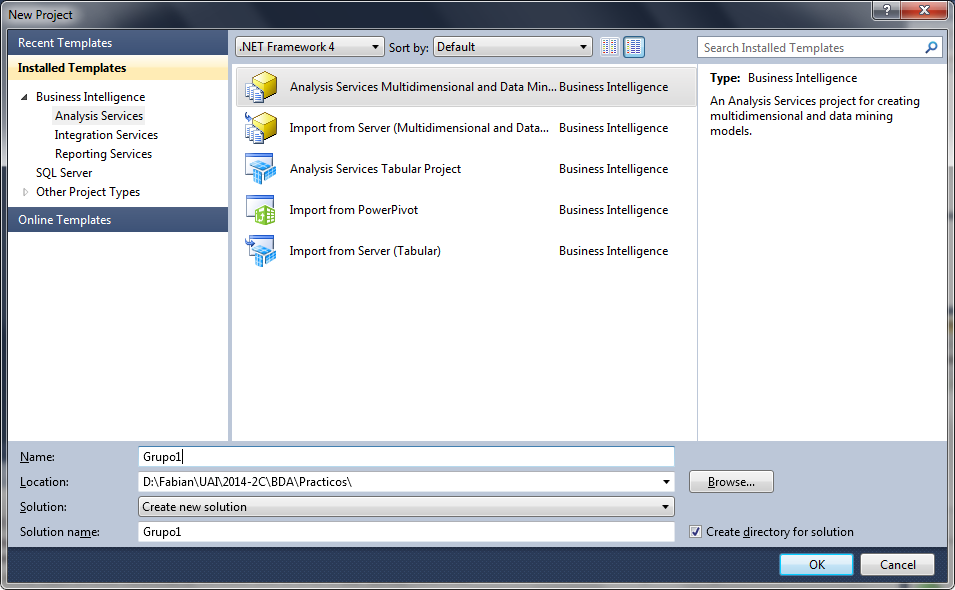 New Project
?
Recent Templates
.NET Framework 4
Sort by:
Default
Search Installed Templates
Installed Templates
Business Intelligence
Analysis Services
Integration Services
Reporting Services
SQL Server
Other Project Types
Online Templates
Analysis Services Multidimensional and Data Min... Business Intelligence
Import from Server (Multidimensional and Data... Business Intelligence
Analysis Services Tabular Project Business Intelligence
Import from PowerPivot Business Intelligence
Import from Server (Tabular) Business Intelligence
Type: Business Intelligence
An Analysis Services project for creating
multidimensional and data mining
models.
Name: Grupo1
Location: D:\Fabian\UAI\2014-2C\BDA\Practicos\ Browse...
Solution: Create new solution
Solution name: Grupo1 Create directory for solution
OK Cancel